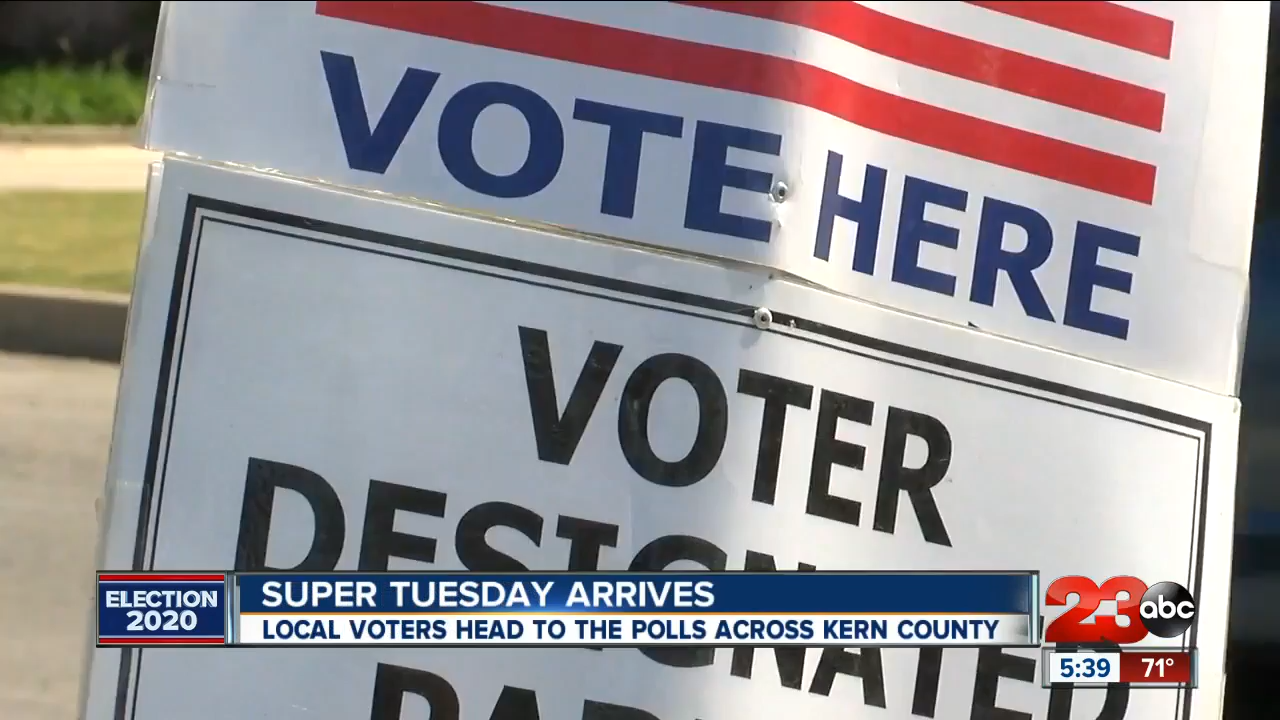 VOTE HERE
VOTER
DESIGNATED
ELECTION
2020
SUPER TUESDAY ARRIVES
LOCAL VOTERS HEAD TO THE POLLS ACROSS KERN COUNTY
23 abc
5:39 71°